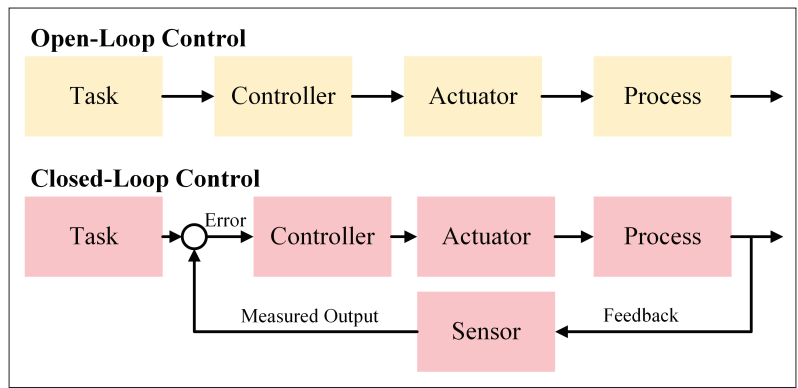 Open-Loop Control
Task
Controller
Actuator
Process
Closed-Loop Control
Task
Error
Controller
Actuator
Process
Measured Output
Sensor
Feedback